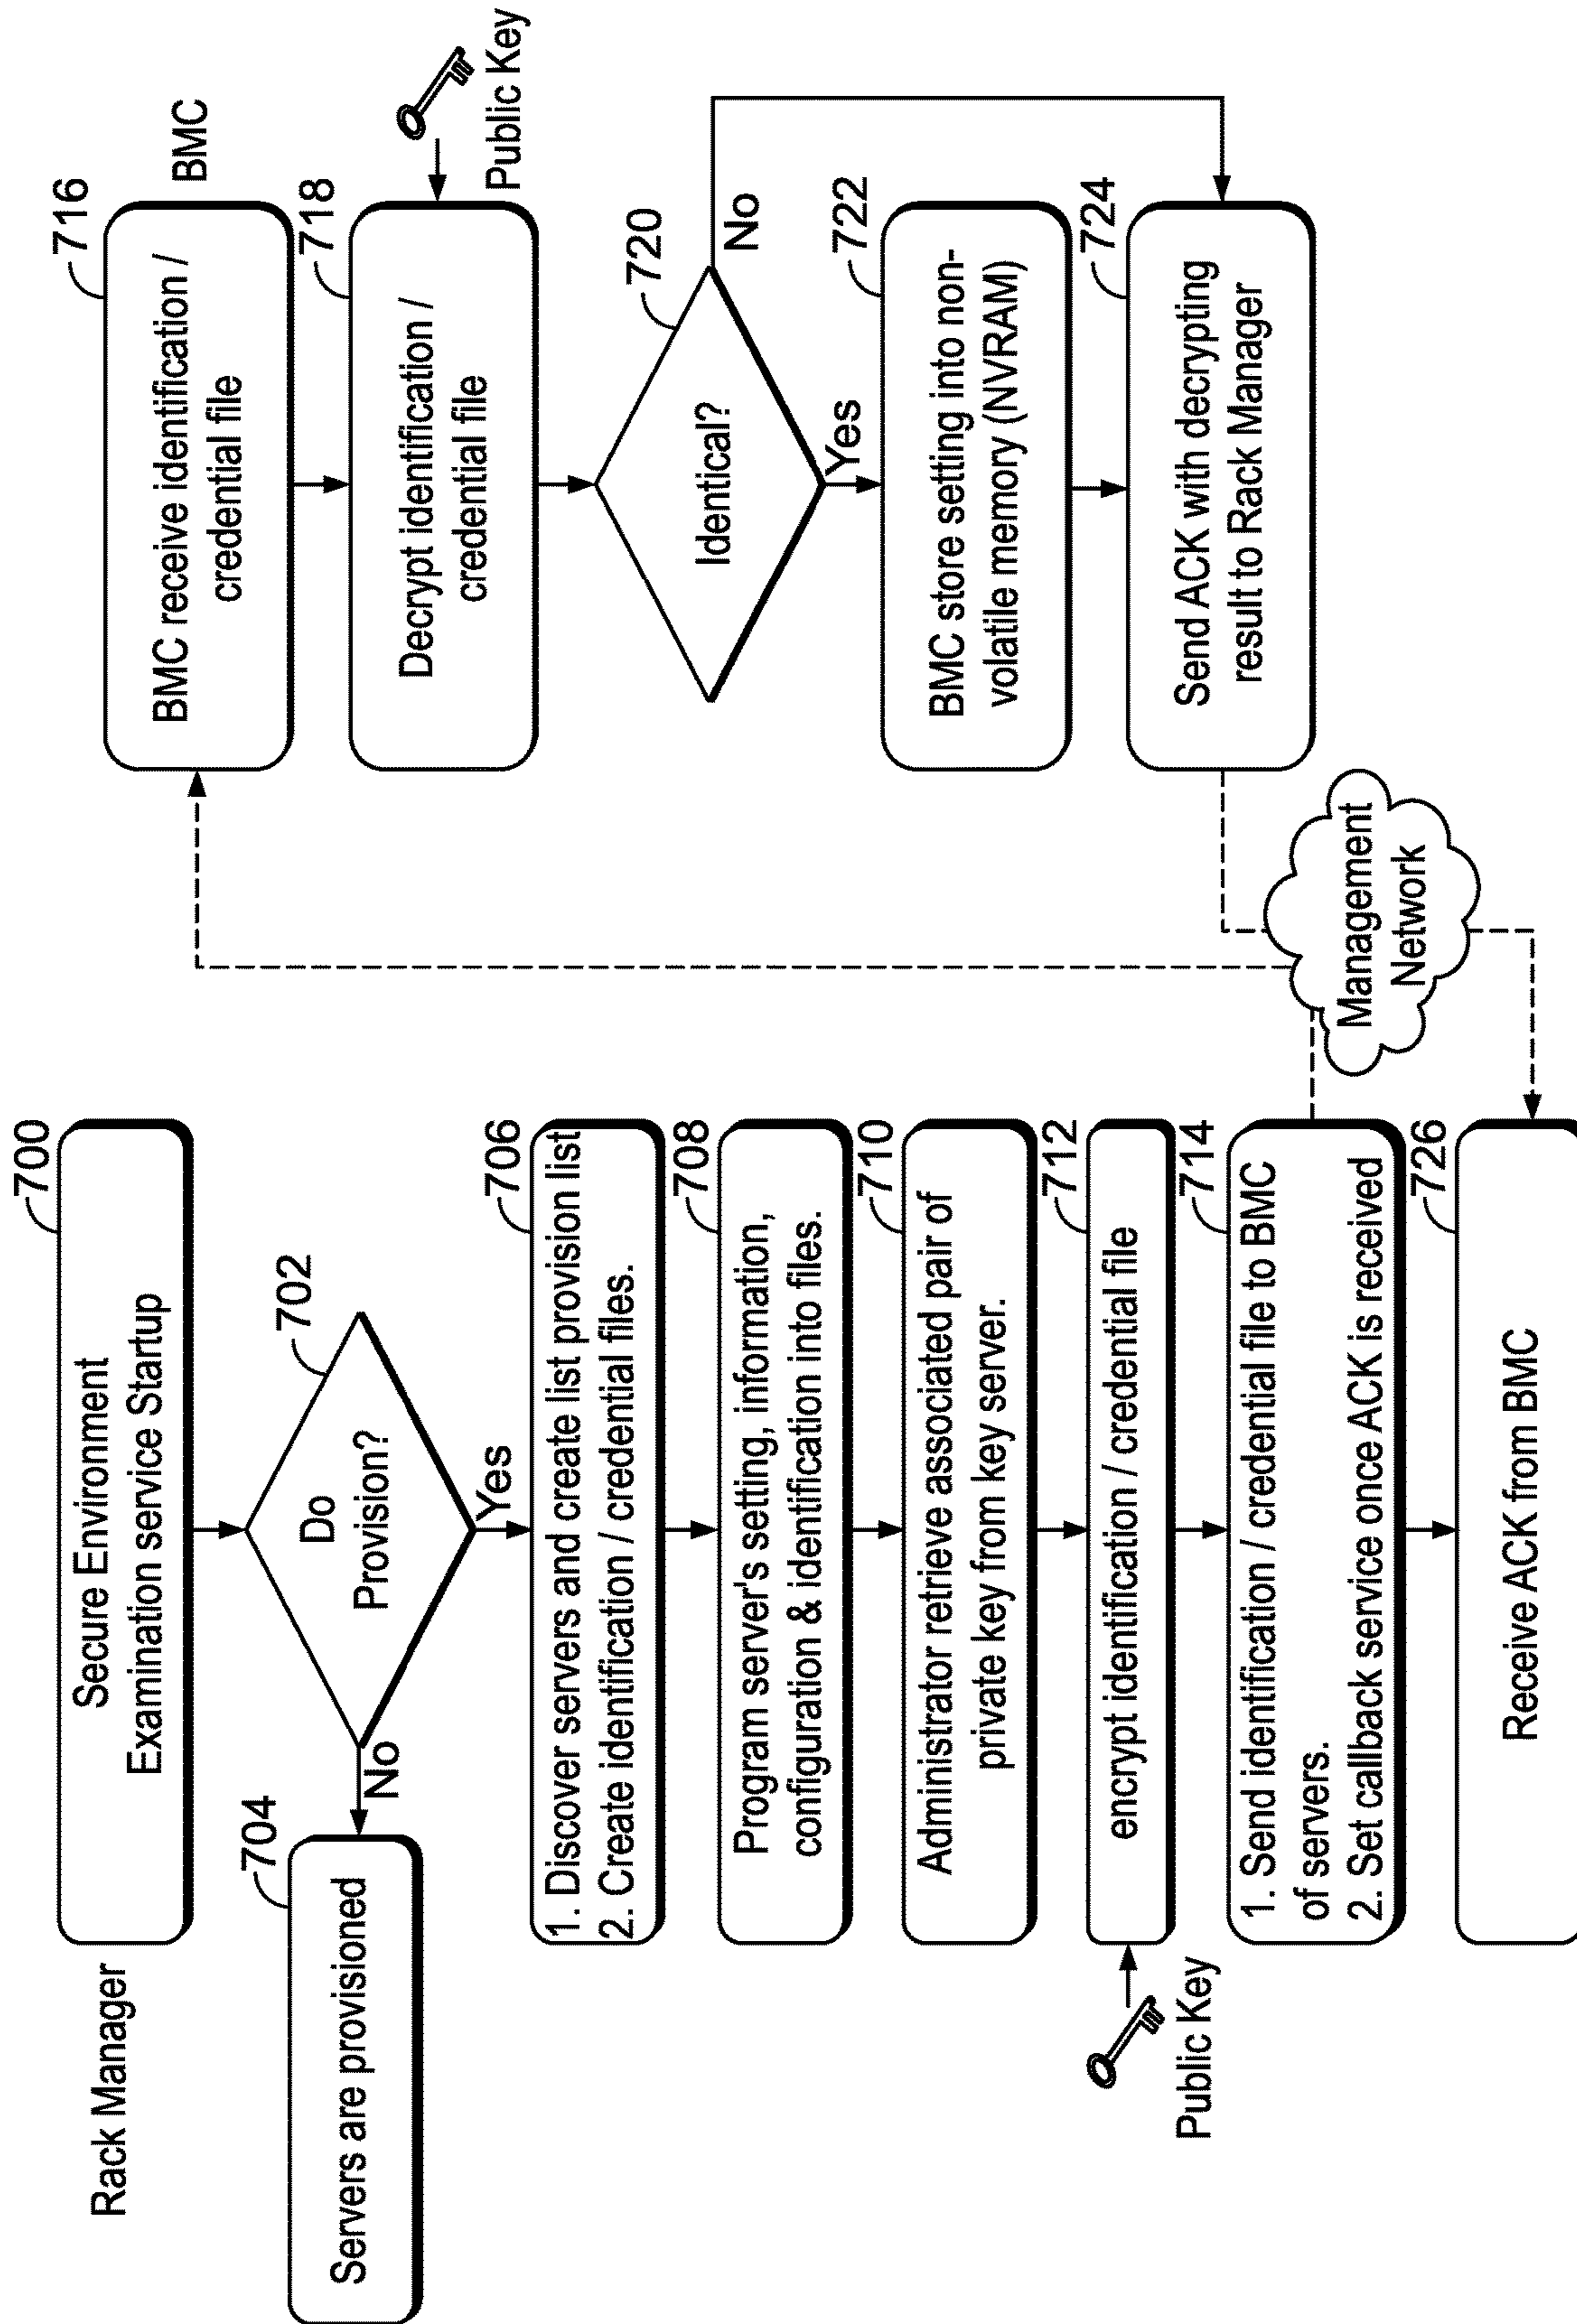 Rack Manager
700
Secure Environment
Examination service Startup
702
Do
Provision?
No
Yes
704
Servers are provisioned
706
1. Discover servers and create list provision list
2. Create identification / credential files.
708
Program server's setting, information,
configuration & identification into files.
710
Administrator retrieve associated pair of
private key from key server.
712
encrypt identification / credential file
Public Key
714
1. Send identification / credential file to BMC
of servers.
2. Set callback service once ACK is received
726
Receive ACK from BMC
Management
Network
BMC
716
BMC receive identification /
credential file
718
Decrypt identification /
credential file
Public Key
720
Identical?
No
Yes
722
BMC store setting into non-
volatile memory (NVRAM)
724
Send ACK with decrypting
result to Rack Manager